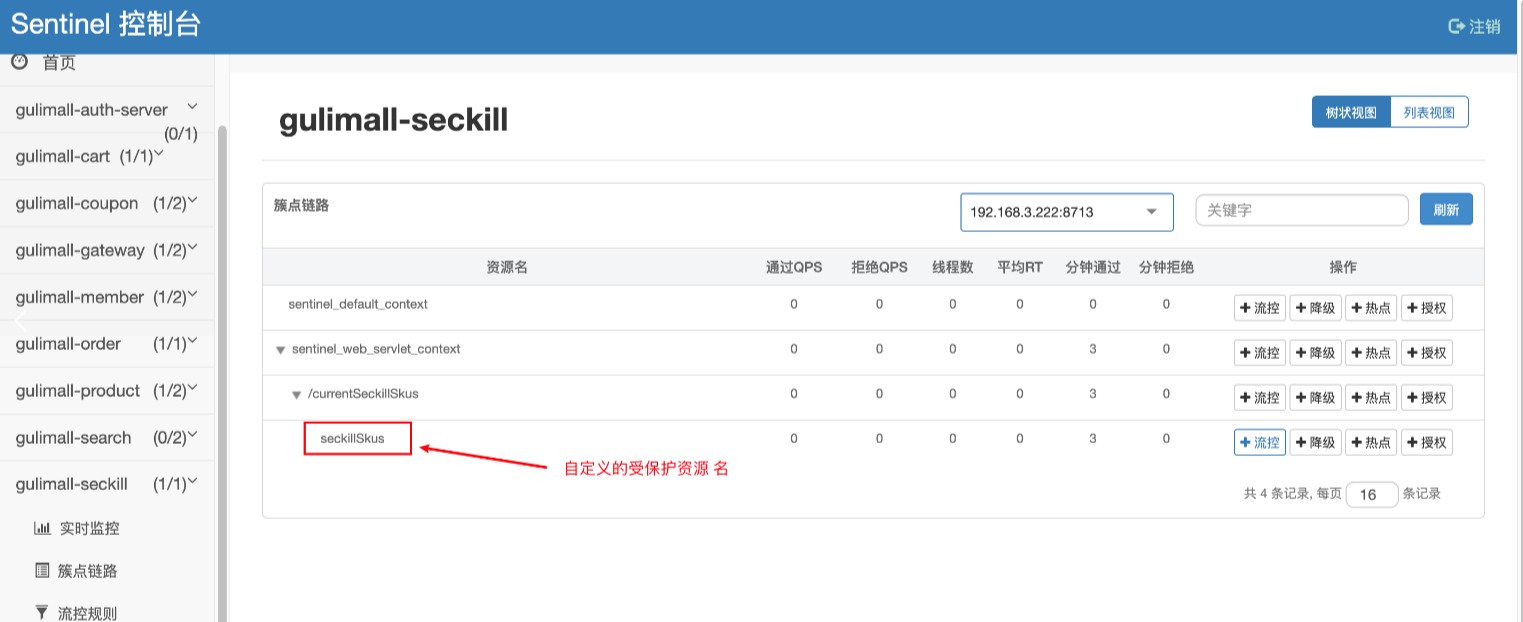 Sentinel 控制台
注销
首页
gulimall-auth-server
(0/1)
gulimall-cart (1/1)
gulimall-coupon (1/2)
gulimall-gateway (1/2)
gulimall-member (1/2)
gulimall-order (1/1)
gulimall-product (1/2)
gulimall-search (0/2)
gulimall-seckill (1/1)
实时监控
簇点链路
流控规则
gulimall-seckill
树状视图 列表视图
簇点链路 192.168.3.222:8713 关键字 刷新
资源名 通过QPS 拒绝QPS 线程数 平均RT 分钟通过 分钟拒绝 操作
sentinel_default_context 0 0 0 0 0 0 + 流控 + 降级 + 热点 + 授权
sentinel_web_servlet_context 0 0 0 0 3 0 + 流控 + 降级 + 热点 + 授权
/currentSeckillSkus 0 0 0 0 3 0 + 流控 + 降级 + 热点 + 授权
seckillSkus 0 0 0 0 3 0 + 流控 + 降级 + 热点 + 授权
自定义的受保护资源 名
共 4 条记录, 每页 16 条记录